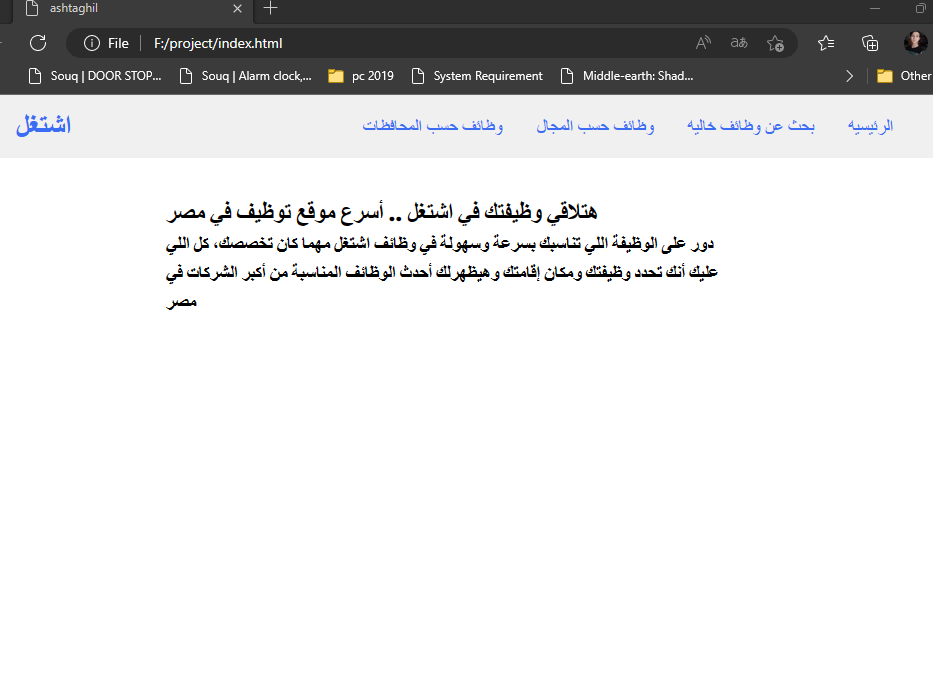 ashtaghil
File
F:/project/index.html
Souq | DOOR STOP...
Souq | Alarm clock,...
pc 2019
System Requirement
Middle-earth: Shad...
Other
اشتغل
الرئيسيه
بحث عن وظائف خاليه
وظائف حسب المجال
وظائف حسب المحافظات
هتلاقي وظيفتك في اشتغل .. أسرع موقع توظيف في مصر
دور على الوظيفة اللي تناسبك بسرعة وسهولة في وظائف اشتغل مهما كان تخصصك، كل اللي
عليك أنك تحدد وظيفتك ومكان إقامتك وهيظهرلك أحدث الوظائف المناسبة من أكبر الشركات في
مصر